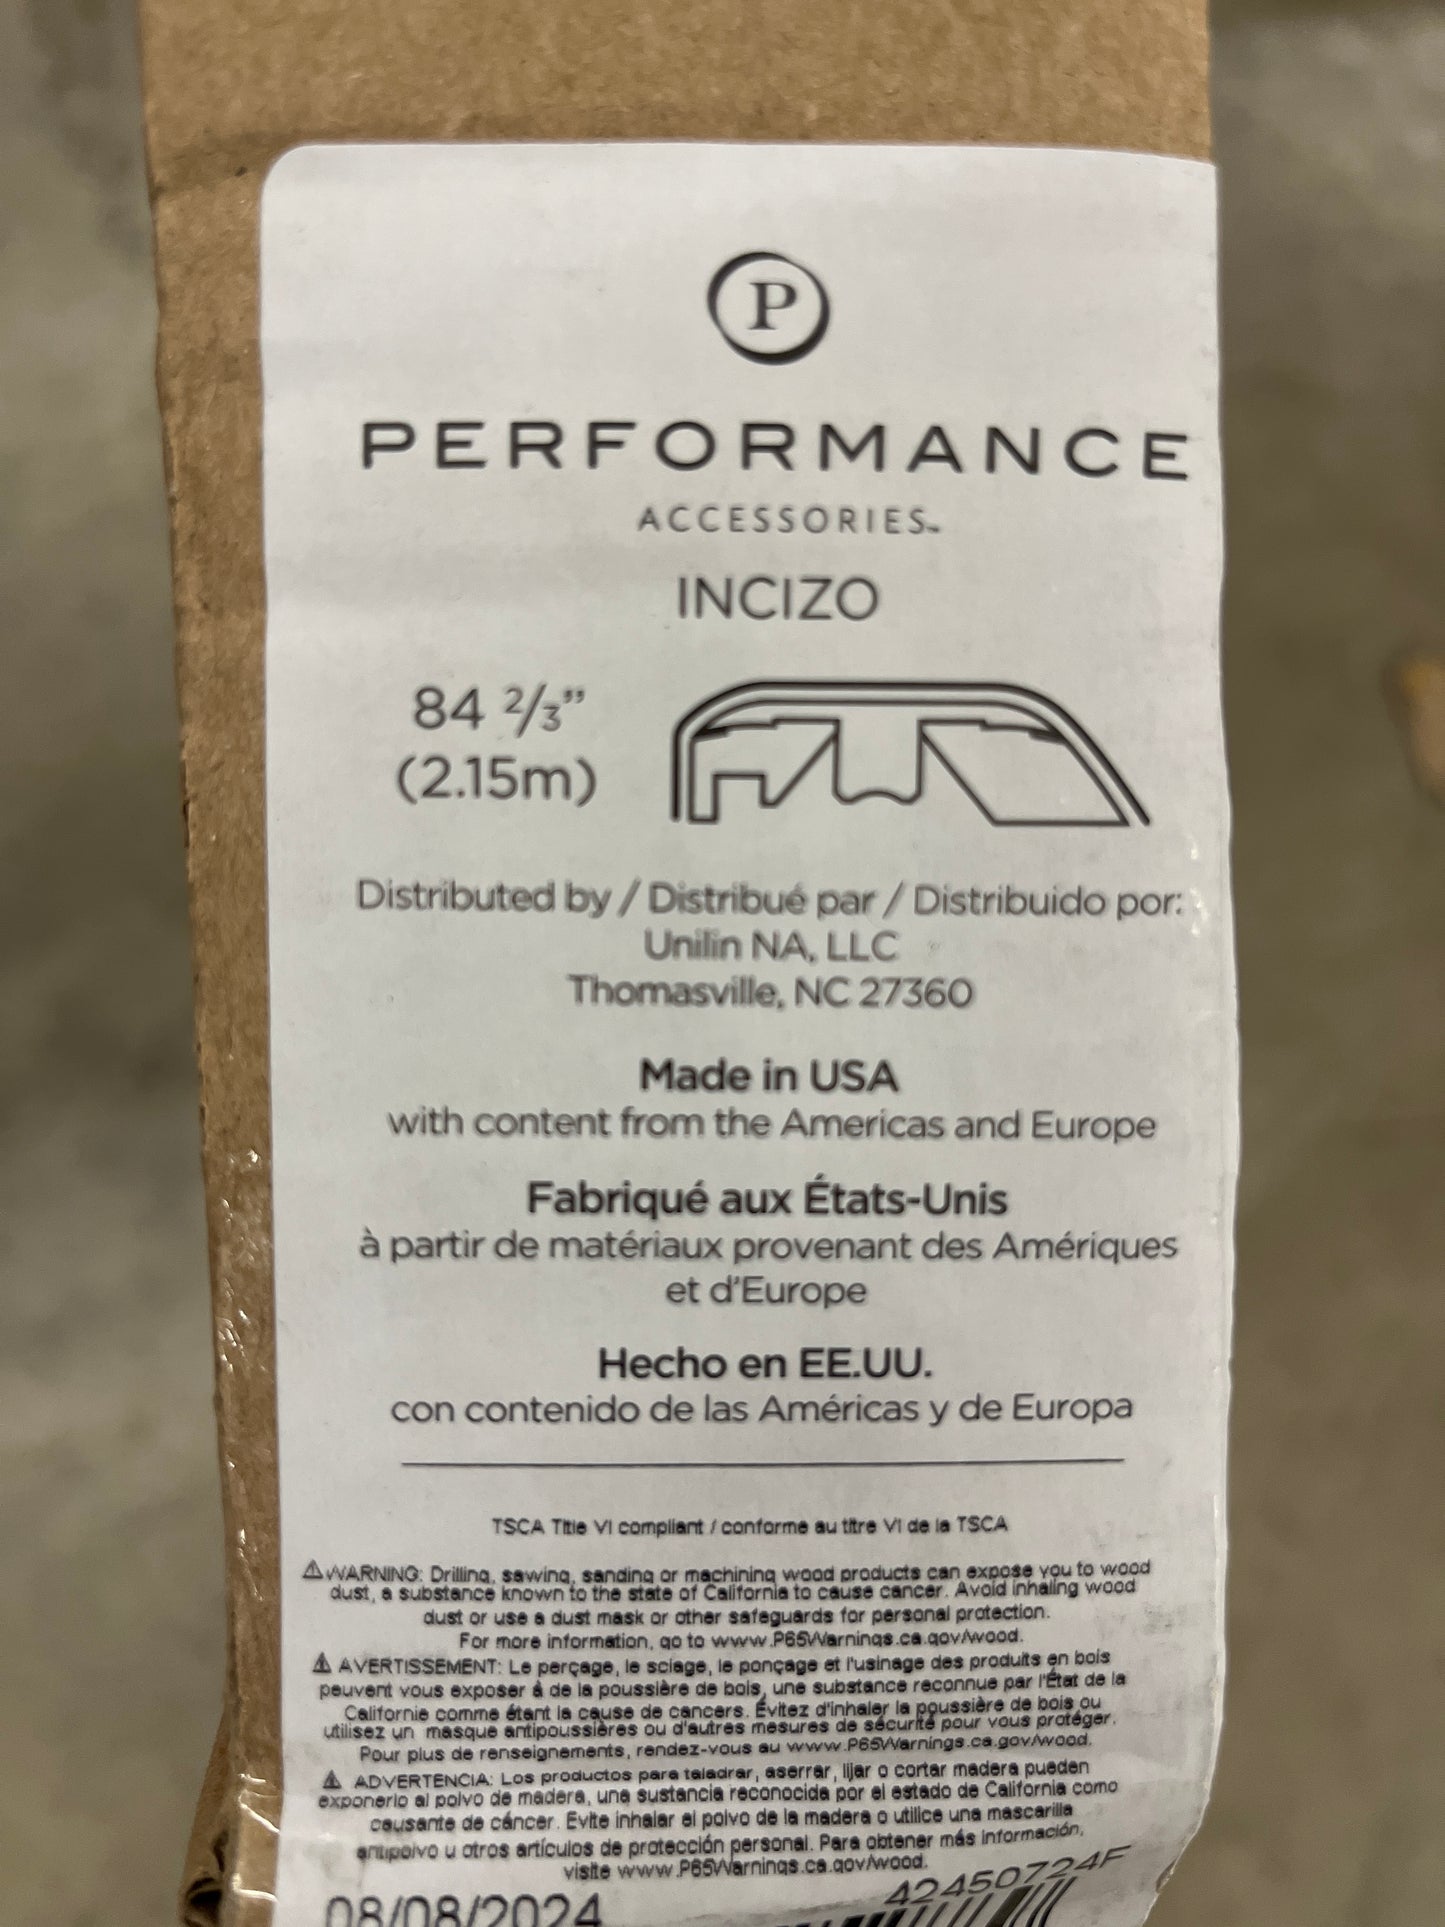 P
PERFORMANCE
ACCESSORIES™
INCIZO
84 ⅔”
(2.15m)
Distributed by / Distribué par / Distribuido por:
Unilin NA, LLC
Thomasville, NC 27360
Made in USA
with content from the Americas and Europe
Fabriqué aux États-Unis
à partir de matériaux provenant des Amériques
et d'Europe
Hecho en EE.UU.
con contenido de las Américas y de Europa
TSCA Title VI compliant / conforme au titre VI de la TSCA
⚠WARNING: Drilling, sawing, sanding or machining wood products can expose you to wood
dust, a substance known to the state of California to cause cancer. Avoid inhaling wood
dust or use a dust mask or other safeguards for personal protection.
For more information, go to www.P65Warnings.ca.gov/wood.
⚠ AVERTISSEMENT: Le perçage, le sciage, le ponçage et l'usinage des produits en bois
peuvent vous exposer à de la poussière de bois, une substance reconnue par l'État de la
Californie comme étant la cause de cancers. Évitez d'inhaler la poussière de bois ou
utilisez un masque antipoussières ou d'autres mesures de sécurité pour vous protéger.
Pour plus de renseignements, rendez-vous au www.P65Warnings.ca.gov/wood.
⚠ ADVERTENCIA: Los productos para taladrar, aserrar, lijar o cortar madera pueden
exponerlo al polvo de madera, una sustancia reconocida por el estado de California como
causante de cáncer. Evite inhalar el polvo de la madera o utilice una mascarilla
antipolvo u otros artículos de protección personal. Para obtener más información,
visite www.P65Warnings.ca.gov/wood.
08/08/2024
42450724F